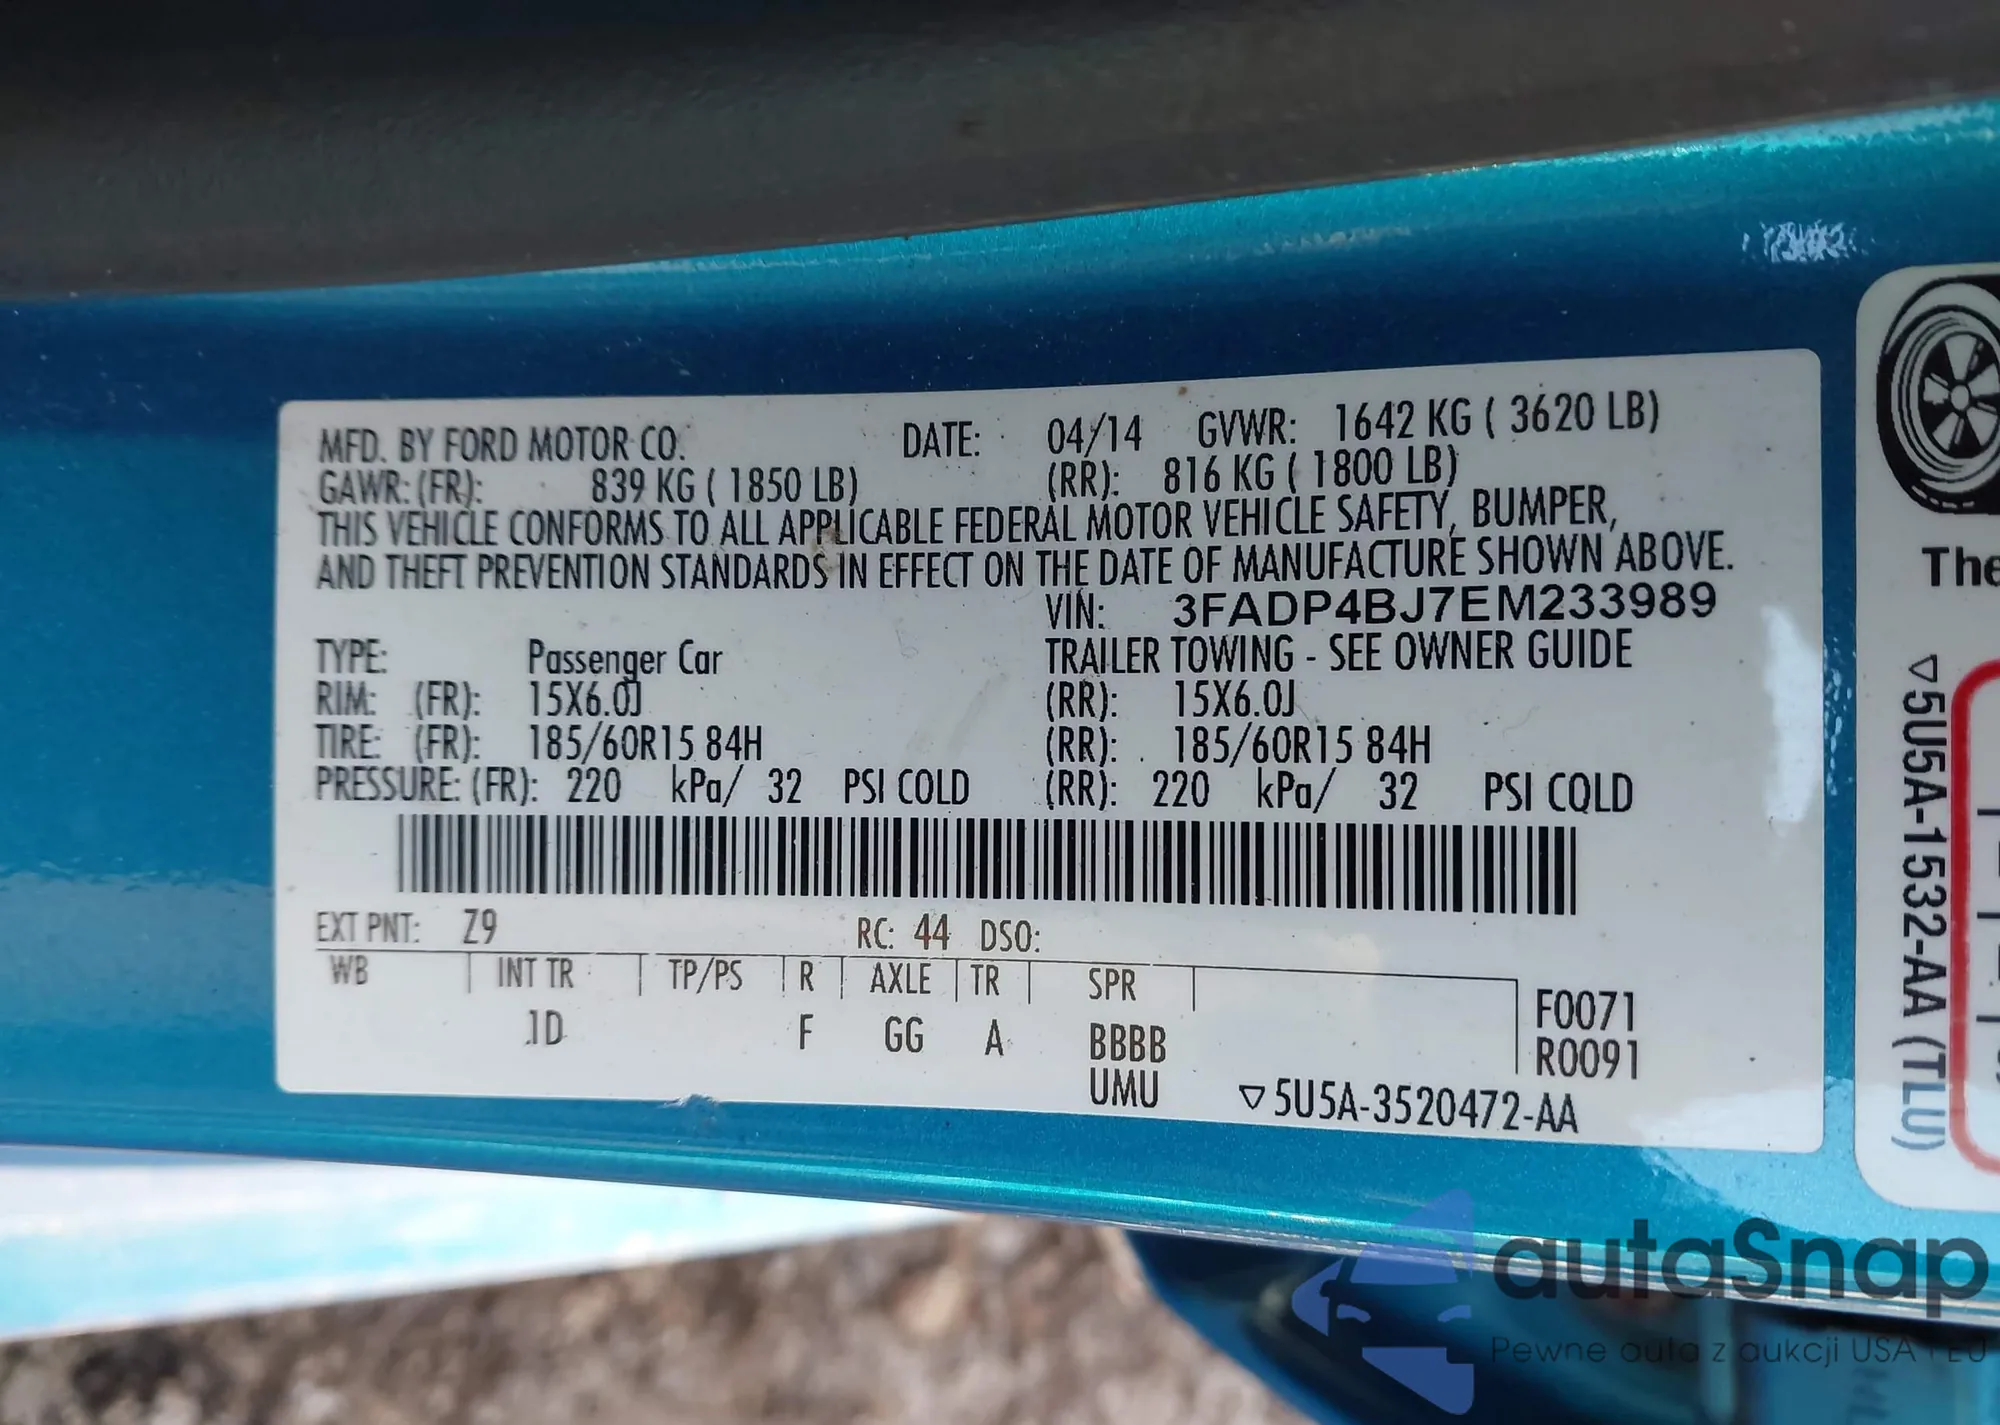 MFD. BY FORD MOTOR CO. DATE: 04/14 GVWR: 1642 KG ( 3620 LB)
GAWR: (FR): 839 KG ( 1850 LB) (RR): 816 KG ( 1800 LB)
THIS VEHICLE CONFORMS TO ALL APPLICABLE FEDERAL MOTOR VEHICLE SAFETY, BUMPER,
AND THEFT PREVENTION STANDARDS IN EFFECT ON THE DATE OF MANUFACTURE SHOWN ABOVE.
VIN: 3FADP4BJ7EM233989
TYPE: Passenger Car TRAILER TOWING - SEE OWNER GUIDE
RIM: (FR): 15X6.0J (RR): 15X6.0J
TIRE: (FR): 185/60R15 84H (RR): 185/60R15 84H
PRESSURE: (FR): 220 kPa/ 32 PSI COLD (RR): 220 kPa/ 32 PSI COLD
EXT PNT: Z9 RC: 44 DSO:
WB INT TR TP/PS R AXLE TR SPR
1D F GG A BBBB
UMU
F0071
R0091
▽5U5A-3520472-AA
The
▽5U5A-1532-AA (TLU)
autaSnap
Pewne auta z aukcji USA i EU